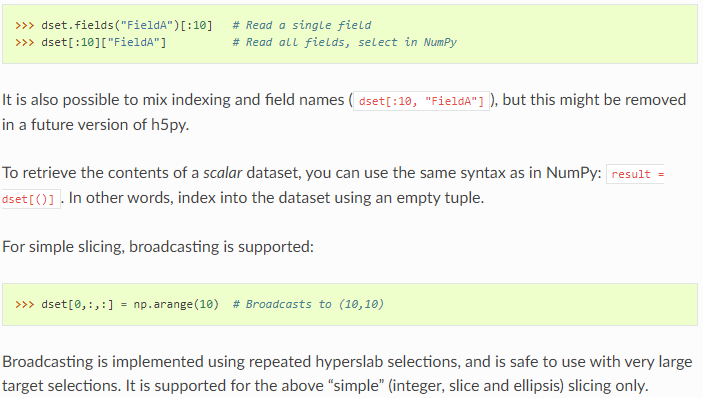 >>> dset.fields("FieldA")[:10]   # Read a single field
>>> dset[:10]["FieldA"]          # Read all fields, select in NumPy
It is also possible to mix indexing and field names ( dset[:10, "FieldA"] ), but this might be removed
in a future version of h5py.
To retrieve the contents of a scalar dataset, you can use the same syntax as in NumPy: result =
dset[()] . In other words, index into the dataset using an empty tuple.
For simple slicing, broadcasting is supported:
>>> dset[0,:,:] = np.arange(10)  # Broadcasts to (10,10)
Broadcasting is implemented using repeated hyperslab selections, and is safe to use with very large
target selections. It is supported for the above “simple” (integer, slice and ellipsis) slicing only.